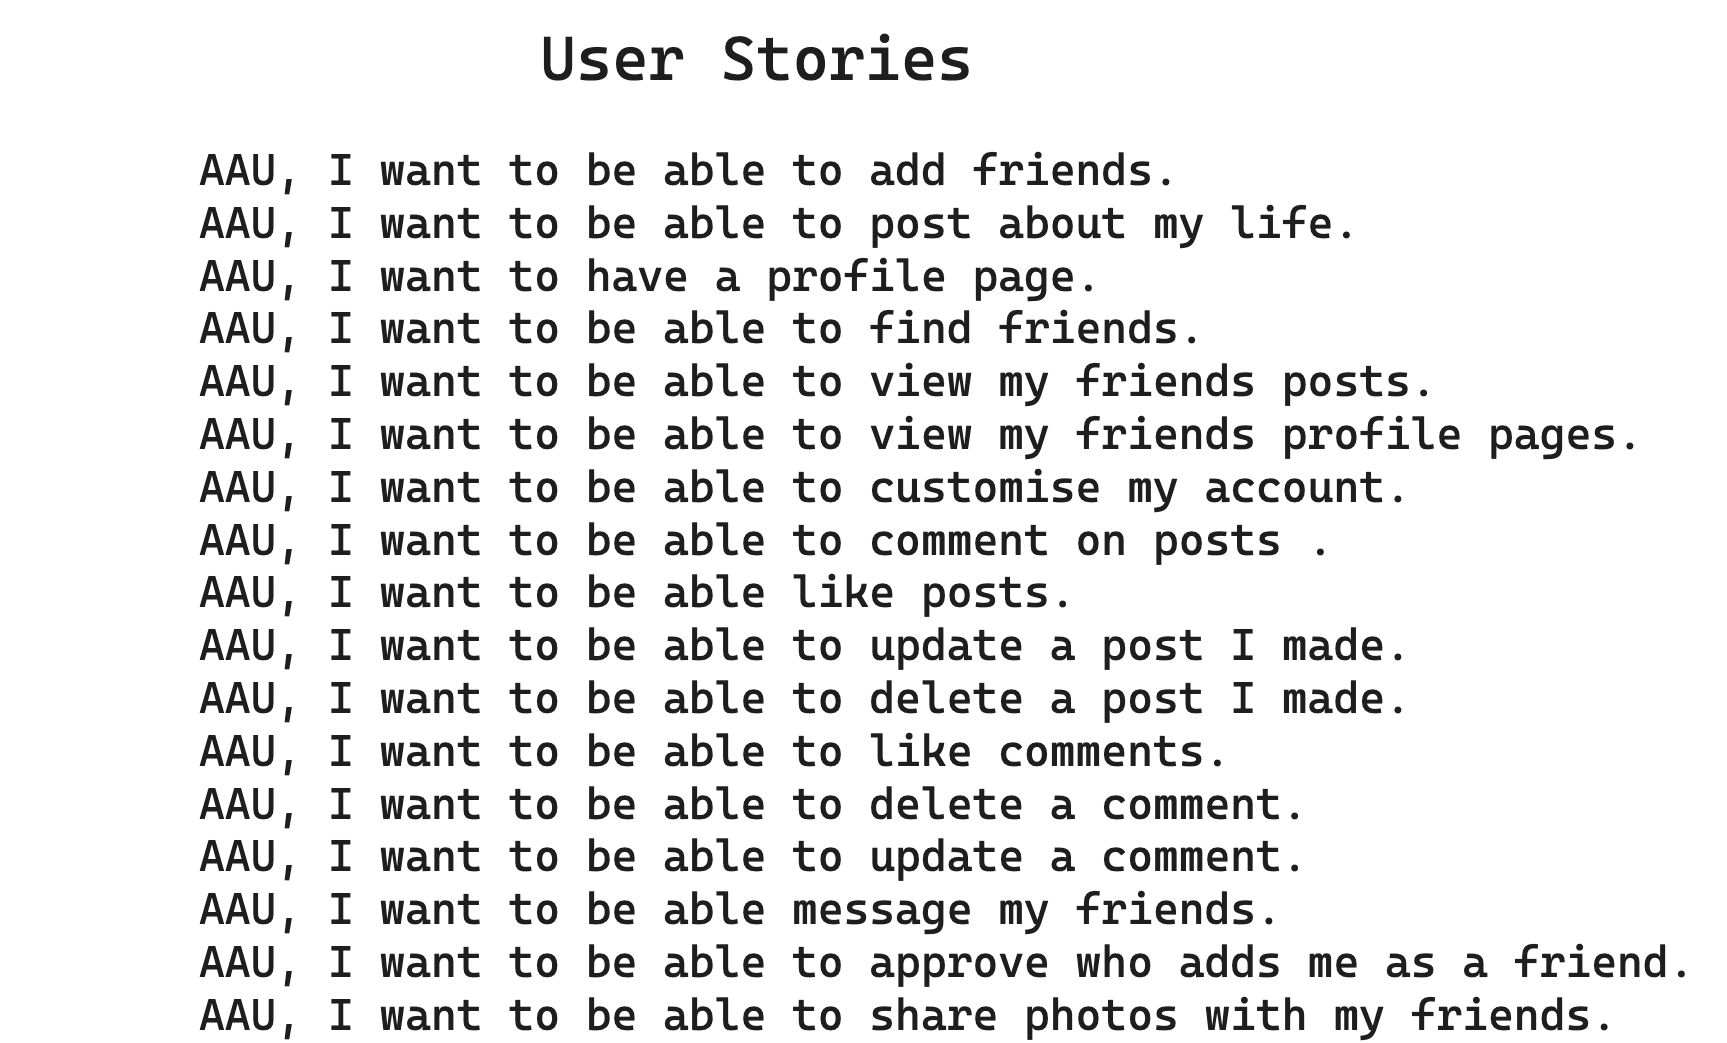 User Stories
AAU, I want to be able to add friends.
AAU, I want to be able to post about my life.
AAU, I want to have a profile page.
AAU, I want to be able to find friends.
AAU, I want to be able to view my friends posts.
AAU, I want to be able to view my friends profile pages.
AAU, I want to be able to customise my account.
AAU, I want to be able to comment on posts .
AAU, I want to be able like posts.
AAU, I want to be able to update a post I made.
AAU, I want to be able to delete a post I made.
AAU, I want to be able to like comments.
AAU, I want to be able to delete a comment.
AAU, I want to be able to update a comment.
AAU, I want to be able message my friends.
AAU, I want to be able to approve who adds me as a friend.
AAU, I want to be able to share photos with my friends.